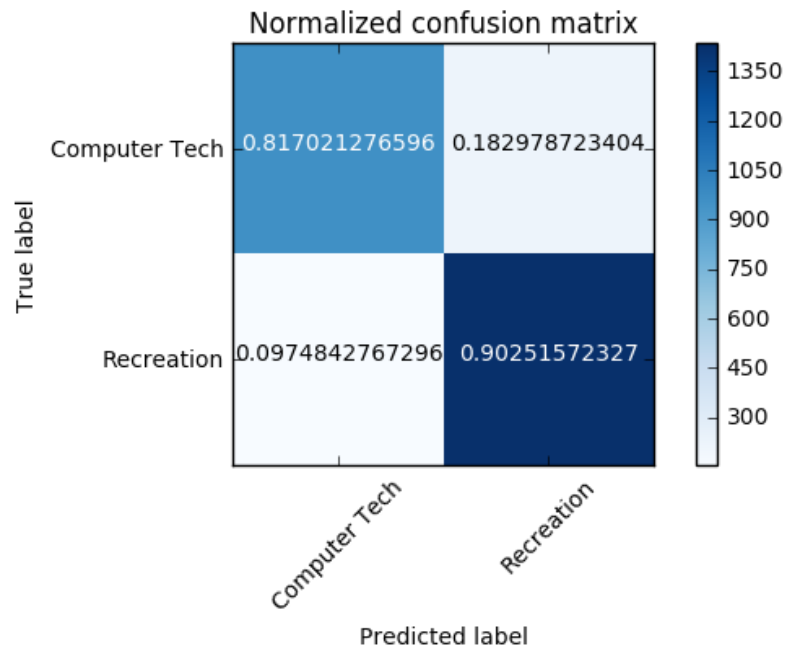 Normalized confusion matrix
Computer Tech
0.817021276596
0.182978723404
Recreation
0.0974842767296
0.90251572327
True label
Computer Tech
Recreation
Predicted label
1350
1200
1050
900
750
600
450
300